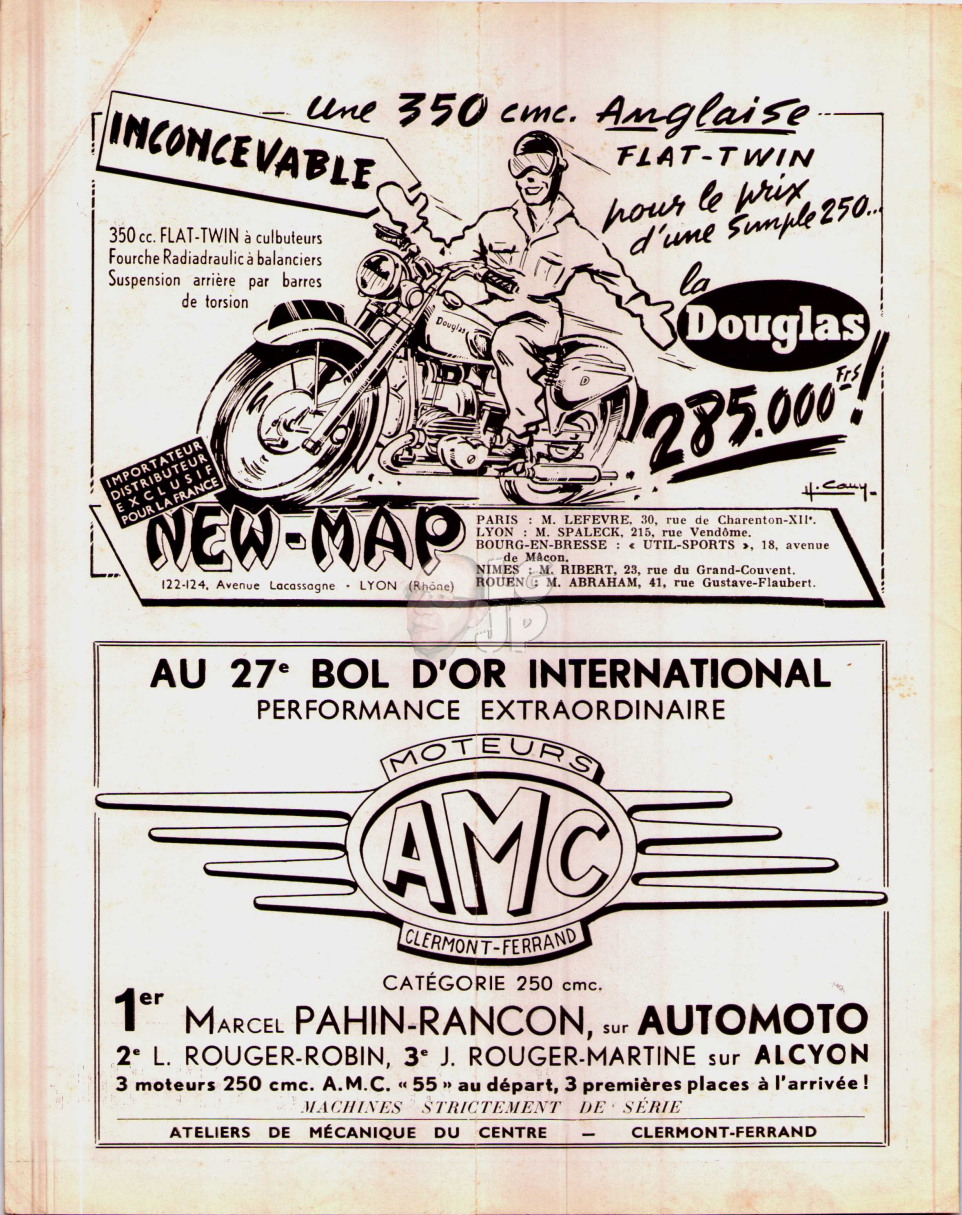 Une 350 cmc. Anglaise
INCONCEVABLE
FLAT-TWIN
pour le prix
d'une Simple 250...
350 cc. FLAT-TWIN à culbuteurs
Fourche Radiadraulic à balanciers
Suspension arrière par barres
de torsion
la
Douglas
Douglas
D
285.000 Frs!
H. Cauy.
IMPORTATEUR
DISTRIBUTEUR
EXCLUSIF
POUR LA FRANCE
NEW-MAP
122-124, Avenue Lacassagne - LYON (Rhône)
PARIS : M. LEFEVRE, 30, rue de Charenton-XIIe.
LYON : M. SPALECK, 215, rue Vendôme.
BOURG-EN-BRESSE : « UTIL-SPORTS », 18, avenue
de Mâcon.
NIMES : M. RIBERT, 23, rue du Grand-Couvent.
ROUEN : M. ABRAHAM, 41, rue Gustave-Flaubert.
AU 27e BOL D'OR INTERNATIONAL
PERFORMANCE EXTRAORDINAIRE
MOTEURS
AMC
CLERMONT-FERRAND
CATÉGORIE 250 cmc.
1er MARCEL PAHIN-RANCON, sur AUTOMOTO
2e L. ROUGER-ROBIN, 3e J. ROUGER-MARTINE sur ALCYON
3 moteurs 250 cmc. A.M.C. « 55 » au départ, 3 premières places à l'arrivée !
MACHINES STRICTEMENT DE SÉRIE
ATELIERS DE MÉCANIQUE DU CENTRE — CLERMONT-FERRAND